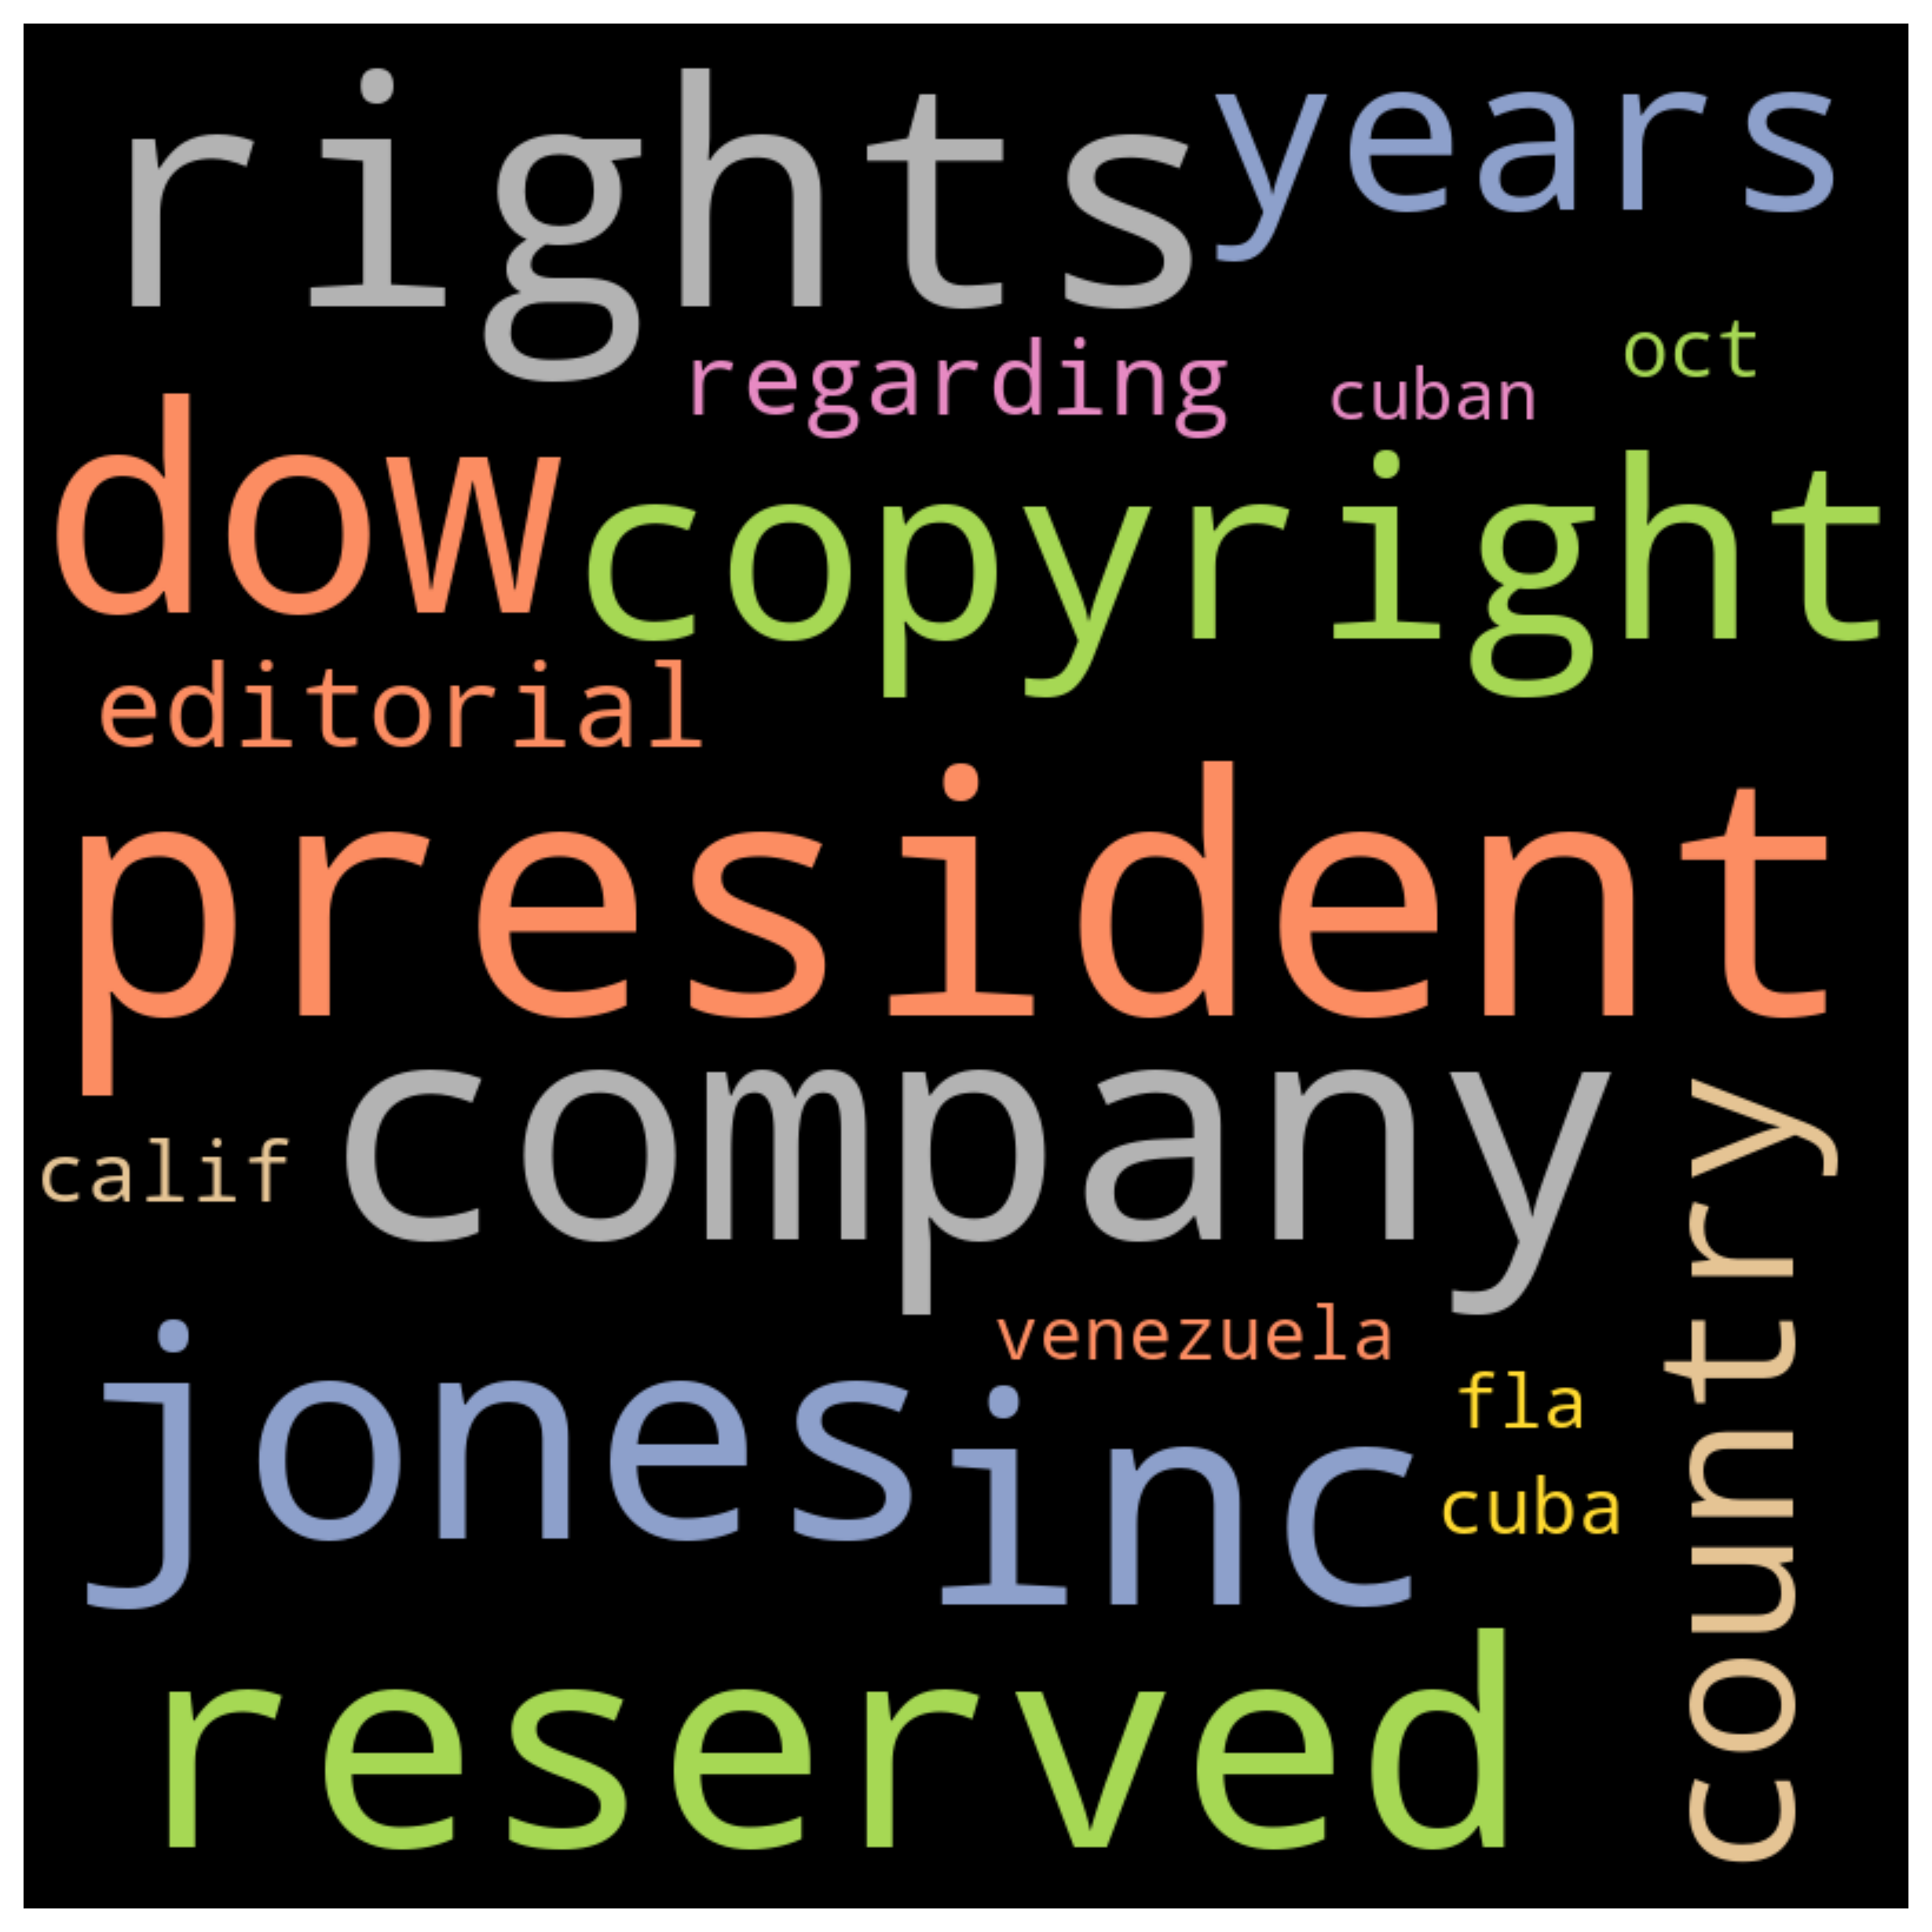 rights
years
regarding
cuban
oct
dow
copyright
editorial
president
company
calif
country
jones
venezuela
inc
fla
cuba
reserved